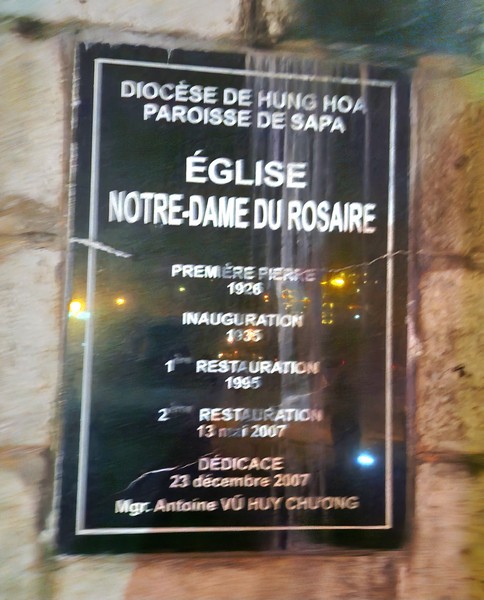 DIOCÈSE DE HUNG HOA
PAROISSE DE SAPA
ÉGLISE
NOTRE-DAME DU ROSAIRE
PREMIÈRE PIERRE
1926
INAUGURATION
1935
1ère RESTAURATION
1995
2ème RESTAURATION
13 mai 2007
DÉDICACE
23 décembre 2007
Mgr. Antoine VŨ HUY CHƯƠNG